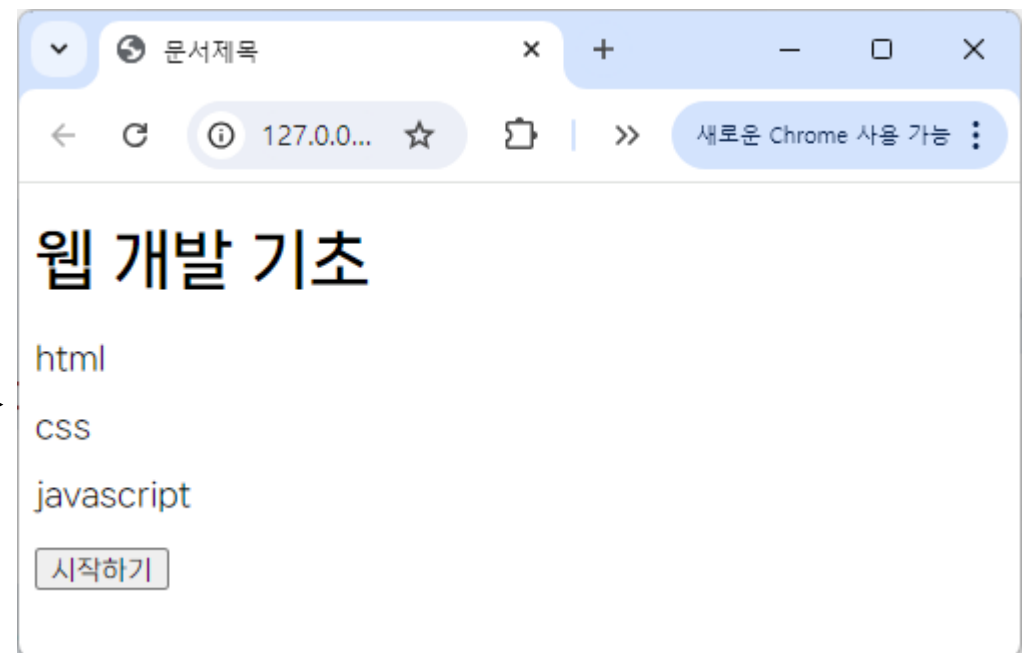 문서제목
127.0.0...
새로운 Chrome 사용 가능
웹 개발 기초
html
css
javascript
시작하기